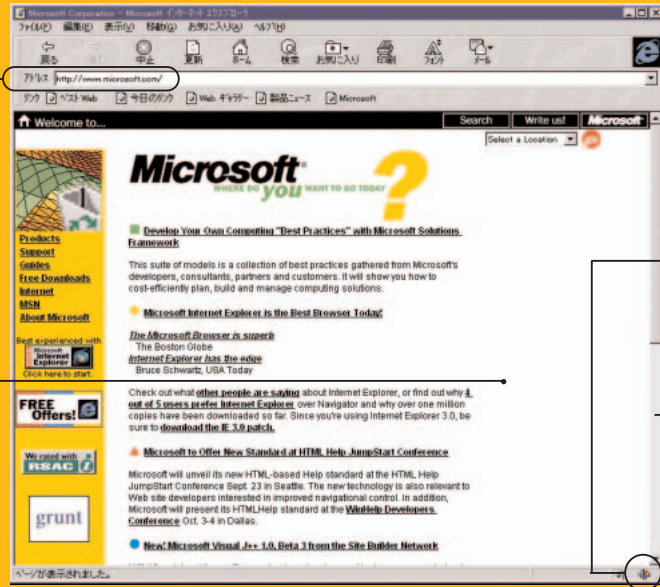 Microsoft Corporation - Microsoft インターネット エクスプローラ
ファイル(F) 編集(E) 表示(V) 移動(G) お気に入り(A) ヘルプ(H)
戻る 中止 更新 ホーム 検索 お気に入り 印刷 フォント メール
アドレス http://www.microsoft.com/
リンク ベスト Web 今日のリンク Web ギャラリー 製品ニュース Microsoft
Welcome to...
Search Write us! Microsoft
Select a Location go
Microsoft
WHERE DO you WANT TO GO TODAY ?
Products
Support
Guides
Free Downloads
Internet
MSN
About Microsoft
Best experienced with
Microsoft
Internet
Explorer
Click here to start.
FREE
Offers!
We rated with
RSAC i
grunt
Develop Your Own Computing "Best Practices" with Microsoft Solutions
Framework
This suite of models is a collection of best practices gathered from Microsoft's
developers, consultants, partners and customers. It will show you how to
cost-efficiently plan, build and manage computing solutions.
Microsoft Internet Explorer is the Best Browser Today!
The Microsoft Browser is superb
The Boston Globe
Internet Explorer has the edge
Bruce Schwartz, USA Today
Check out what other people are saying about Internet Explorer, or find out why 4
out of 5 users prefer Internet Explorer over Navigator and why over one million
copies have been downloaded so far. Since you're using Internet Explorer 3.0, be
sure to download the IE 3.0 patch.
Microsoft to Offer New Standard at HTML Help JumpStart Conference
Microsoft will unveil its new HTML-based Help standard at the HTML Help
JumpStart Conference Sept. 23 in Seattle. The new technology is also relevant to
Web site developers interested in improved navigational control. In addition,
Microsoft will present its HTMLHelp standard at the WinHelp Developers
Conference Oct. 3-4 in Dallas.
New! Microsoft Visual J++ 1.0, Beta 3 from the Site Builder Network
ページが表示されました。